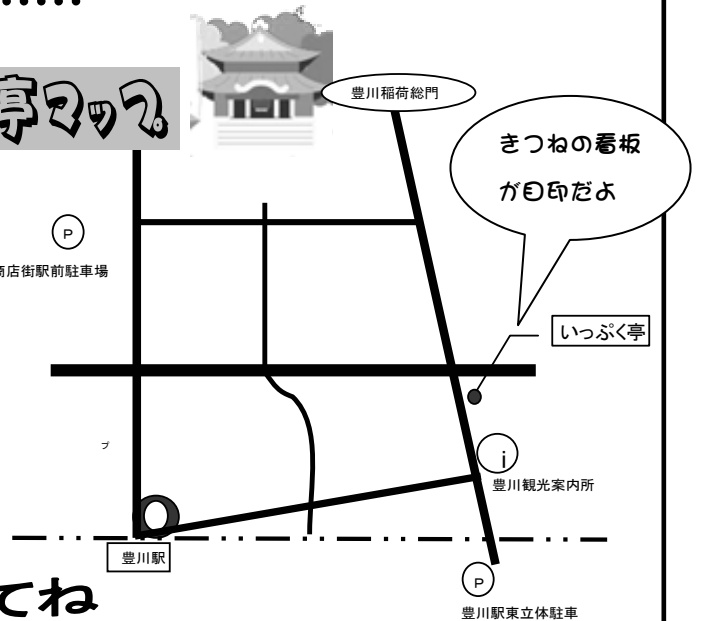 亭マップ
豊川稲荷総門
きつねの看板
が目印だよ
P
商店街駅前駐車場
いっぷく亭
プ
i
豊川観光案内所
豊川駅
P
豊川駅東立体駐車
てね